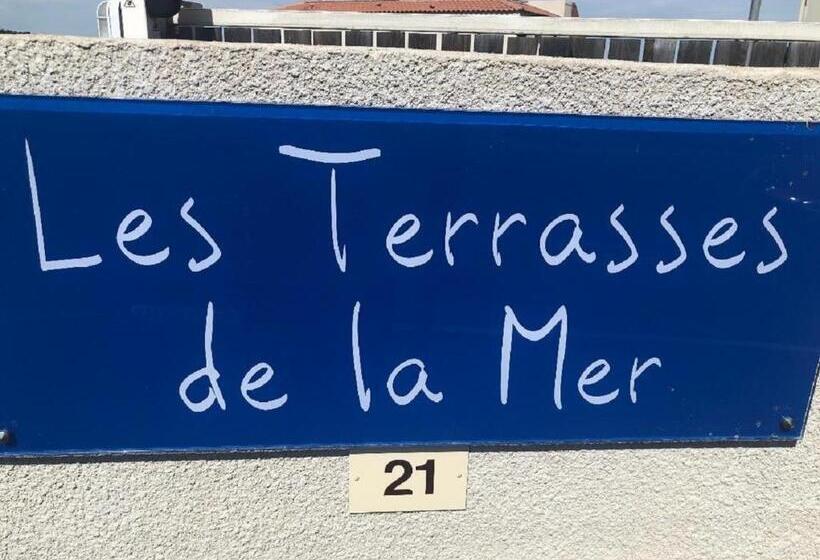 Les Terrasses
de la Mer
21